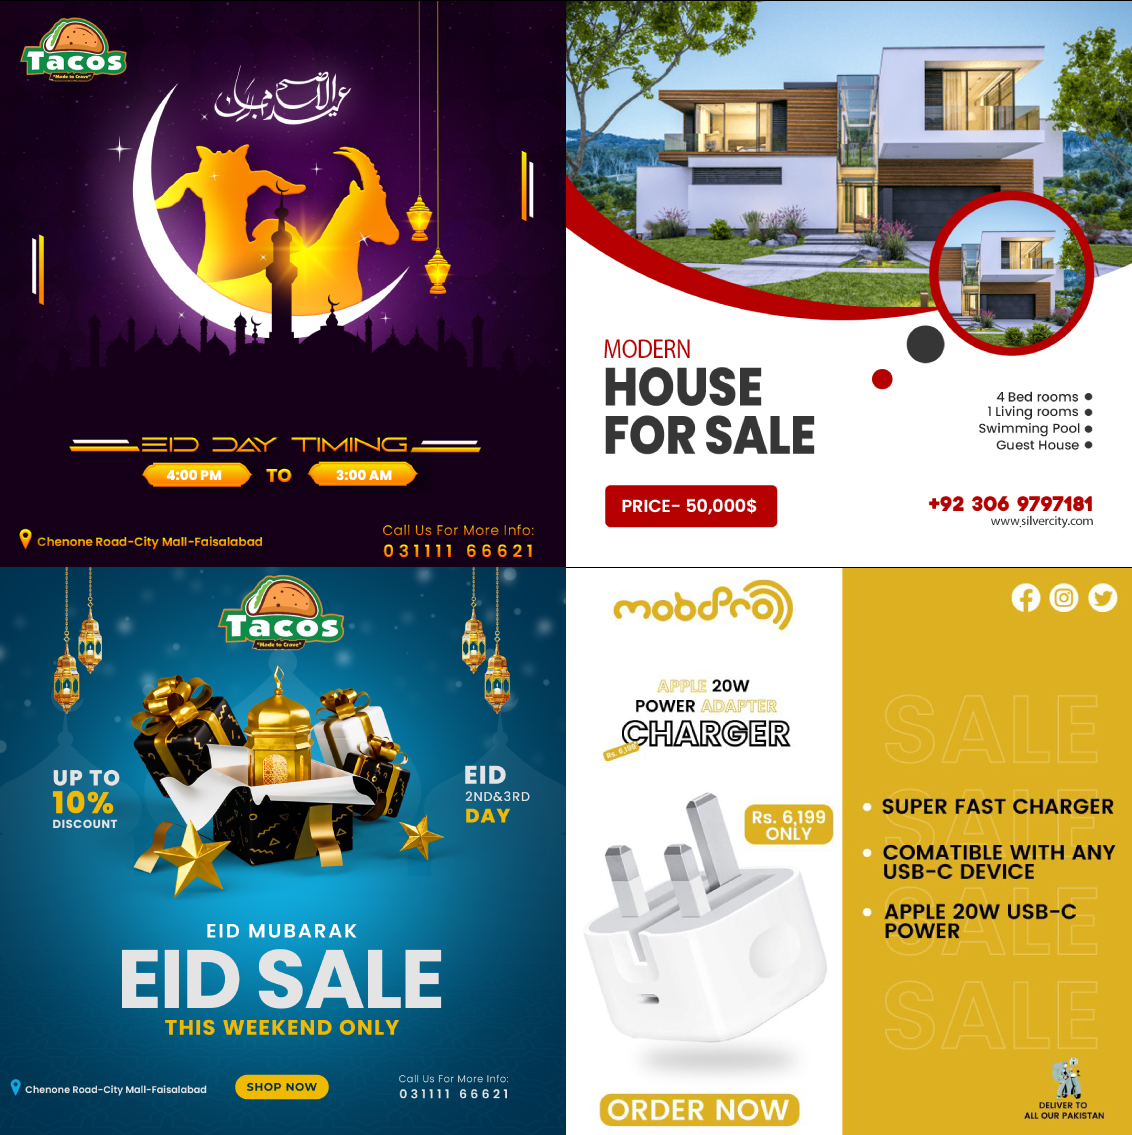 Tacos
"Made to Crave"
عيد الاضحى مبارك
EID DAY TIMING
4:00 PM TO 3:00 AM
Chenone Road-City Mall-Faisalabad
Call Us For More Info:
031111 66621
MODERN
HOUSE
FOR SALE
4 Bed rooms
1 Living rooms
Swimming Pool
Guest House
PRICE- 50,000$
+92 306 9797181
www.silvercity.com
Tacos
"Made to Crave"
UP TO
10%
DISCOUNT
EID
2ND&3RD
DAY
EID MUBARAK
EID SALE
THIS WEEKEND ONLY
Chenone Road-City Mall-Faisalabad
SHOP NOW
Call Us For More Info:
031111 66621
mobdpro
APPLE 20W
POWER ADAPTER
CHARGER
Rs. 6,199
Rs. 6,199
ONLY
ORDER NOW
SALE
SALE
SALE
SALE
• SUPER FAST CHARGER
• COMATIBLE WITH ANY
USB-C DEVICE
• APPLE 20W USB-C
POWER
DELIVER TO
ALL OUR PAKISTAN